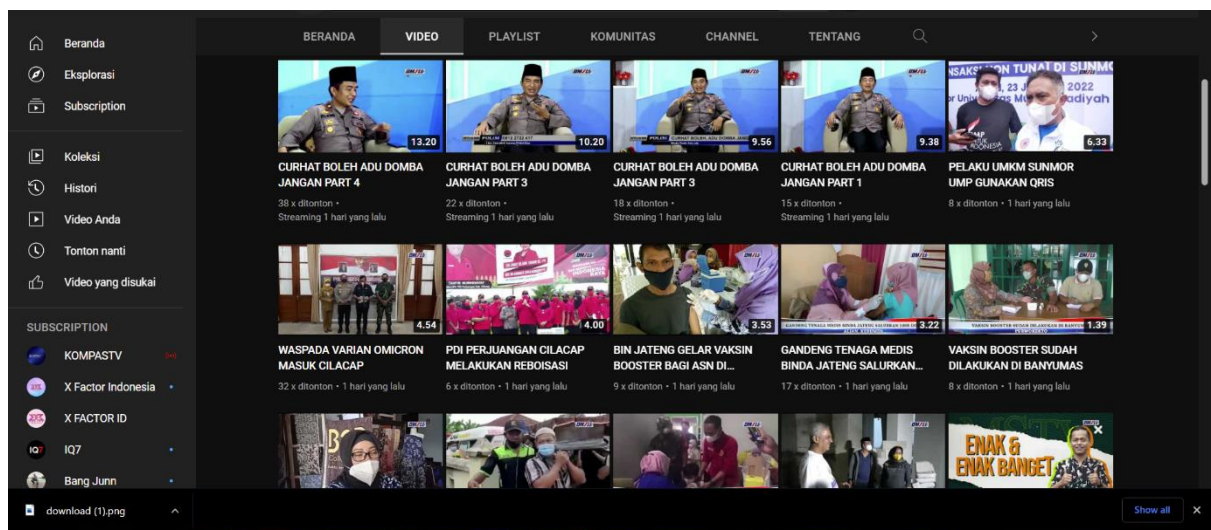 BERANDA VIDEO PLAYLIST KOMUNITAS CHANNEL TENTANG
Beranda
Eksplorasi
Subscription
Koleksi
Histori
Video Anda
Tonton nanti
Video yang disukai
SUBSCRIPTION
KOMPASTV
X Factor Indonesia
X FACTOR ID
IQ7
Bang Junn
13.20
CURHAT BOLEH ADU DOMBA
JANGAN PART 4
38 x ditonton •
Streaming 1 hari yang lalu
10.20
CURHAT BOLEH ADU DOMBA
JANGAN PART 3
22 x ditonton •
Streaming 1 hari yang lalu
9.56
CURHAT BOLEH ADU DOMBA
JANGAN PART 3
18 x ditonton •
Streaming 1 hari yang lalu
9.38
CURHAT BOLEH ADU DOMBA
JANGAN PART 1
15 x ditonton •
Streaming 1 hari yang lalu
TUNAI DI SUNMO
2022
6.33
PELAKU UMKM SUNMOR
UMP GUNAKAN QRIS
8 x ditonton • 1 hari yang lalu
4.54
WASPADA VARIAN OMICRON
MASUK CILACAP
32 x ditonton • 1 hari yang lalu
4.00
PDI PERJUANGAN CILACAP
MELAKUKAN REBOISASI
6 x ditonton • 1 hari yang lalu
3.53
BIN JATENG GELAR VAKSIN
BOOSTER BAGI ASN DI...
9 x ditonton • 1 hari yang lalu
3.22
GANDENG TENAGA MEDIS
BINDA JATENG SALURKAN...
17 x ditonton • 1 hari yang lalu
VAKSIN BOOSTER SUDAH DILAKUKAN DI
1.39
VAKSIN BOOSTER SUDAH
DILAKUKAN DI BANYUMAS
8 x ditonton • 1 hari yang lalu
ENAK &
ENAK BANGET
download (1).png
Show all